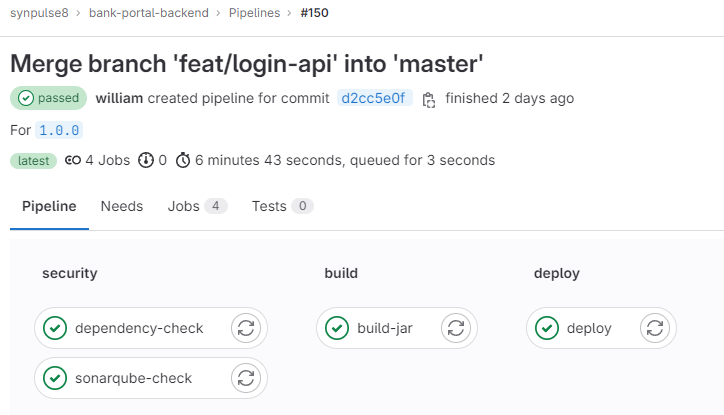 synpulse8 › bank-portal-backend › Pipelines › #150
Merge branch 'feat/login-api' into 'master'
passed william created pipeline for commit d2cc5e0f finished 2 days ago
For 1.0.0
latest 4 Jobs 0 6 minutes 43 seconds, queued for 3 seconds
Pipeline Needs Jobs 4 Tests 0
security build deploy
dependency-check build-jar deploy
sonarqube-check